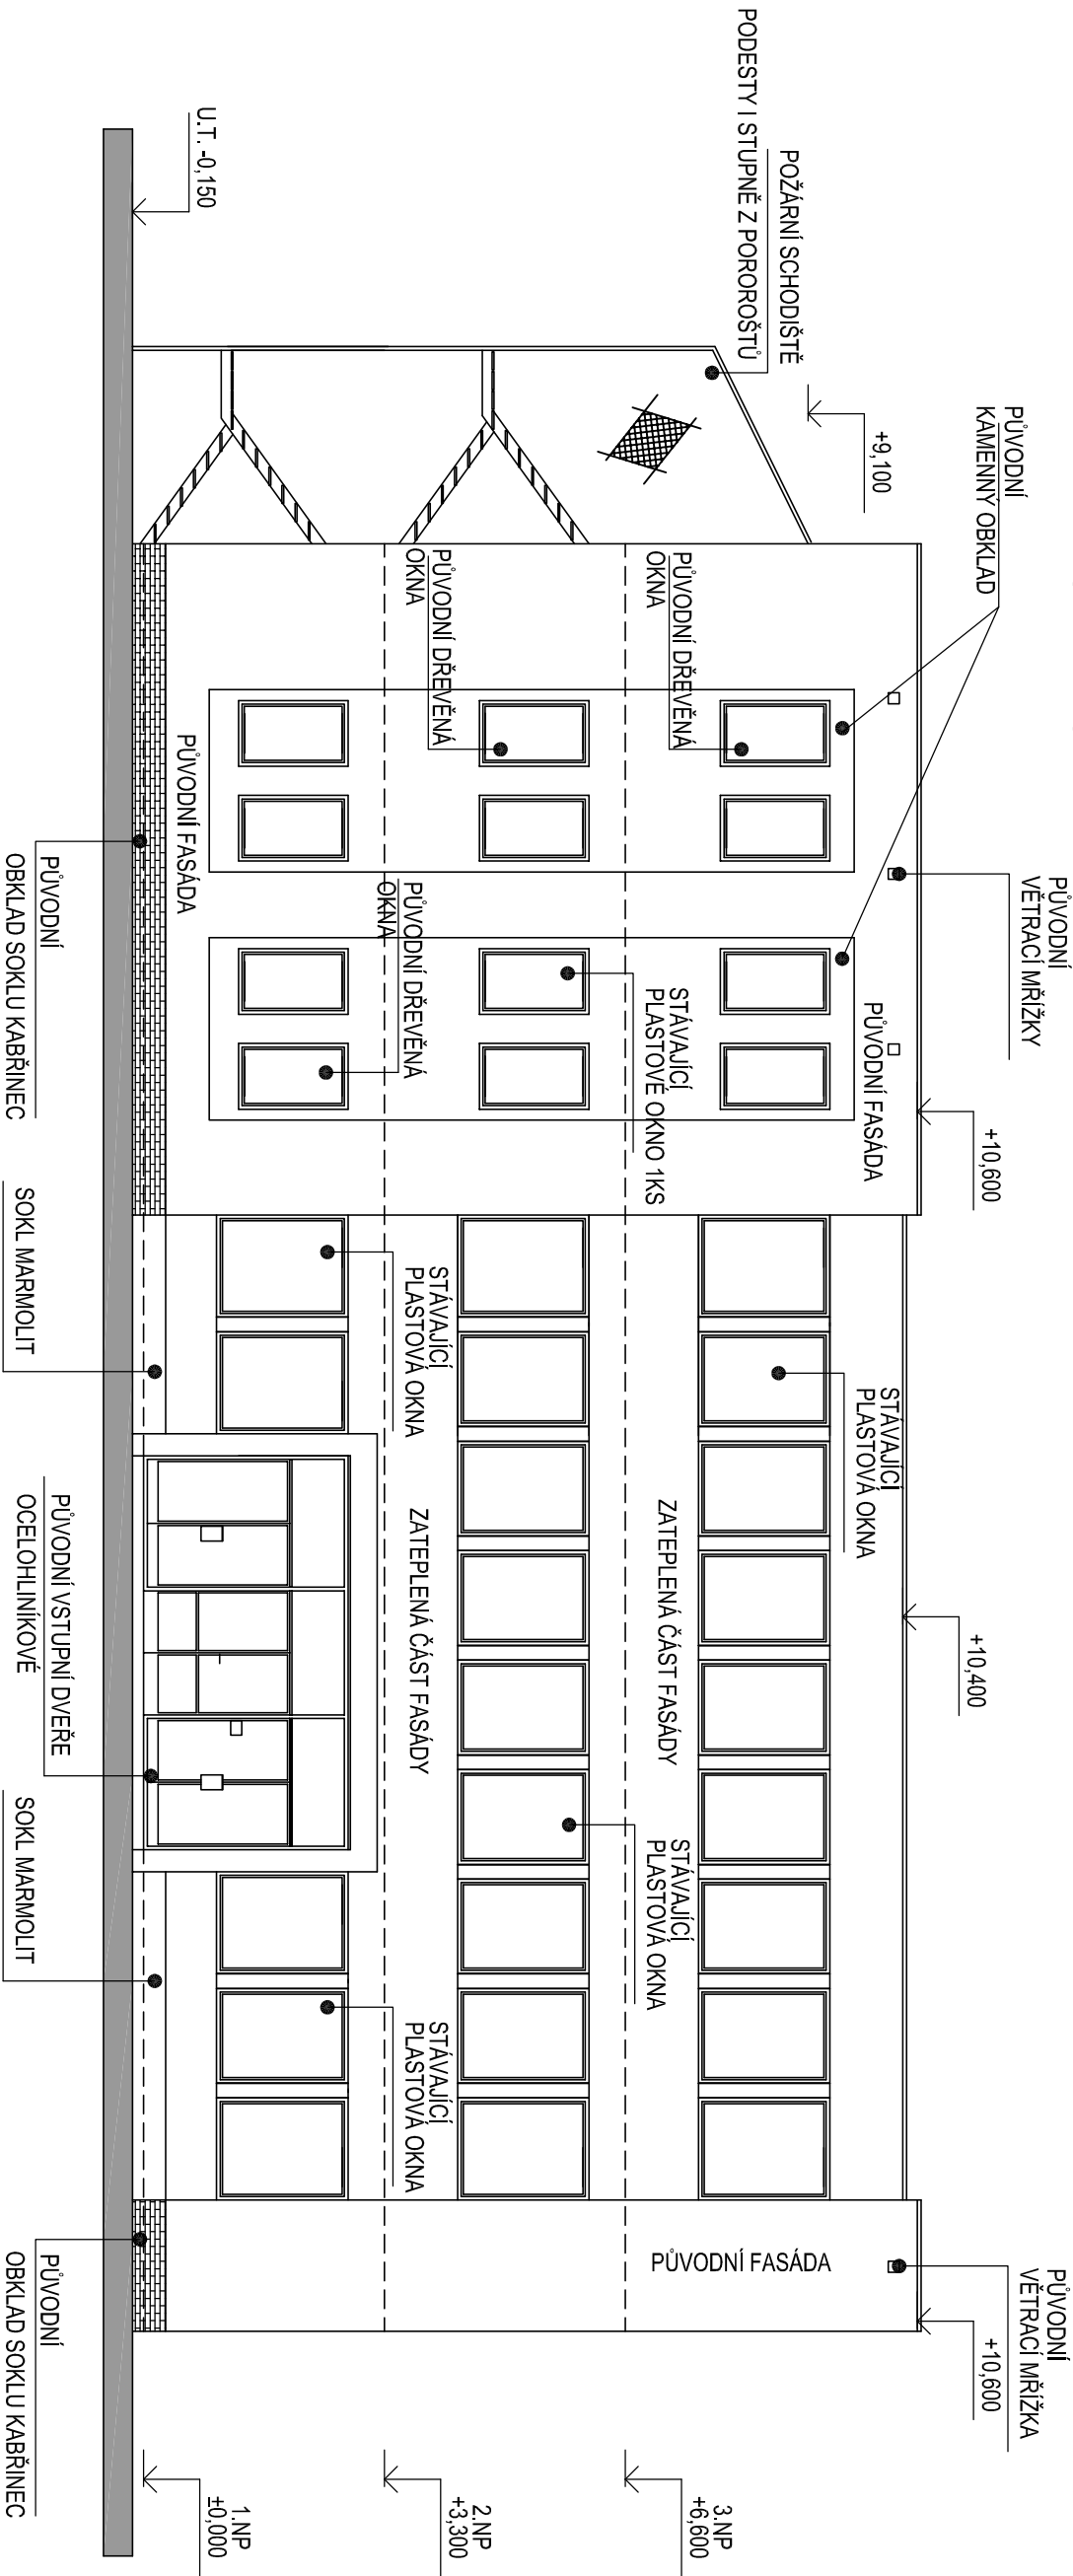 PODESTY I STUPNĚ Z POROROŠTŮ
POŽÁRNÍ SCHODIŠTĚ
U.T. -0,150
+9,100
PŮVODNÍ
KAMENNÝ OBKLAD
PŮVODNÍ
VĚTRACÍ MŘÍŽKY
+10,600
+10,400
PŮVODNÍ
VĚTRACÍ MŘÍŽKA
+10,600
PŮVODNÍ DŘEVĚNÁ
OKNA
PŮVODNÍ DŘEVĚNÁ
OKNA
PŮVODNÍ DŘEVĚNÁ
OKNA
PŮVODNÍ FASÁDA
STÁVAJÍCÍ
PLASTOVÉ OKNO 1KS
PŮVODNÍ FASÁDA
STÁVAJÍCÍ
PLASTOVÁ OKNA
ZATEPLENÁ ČÁST FASÁDY
STÁVAJÍCÍ
PLASTOVÁ OKNA
STÁVAJÍCÍ
PLASTOVÁ OKNA
ZATEPLENÁ ČÁST FASÁDY
STÁVAJÍCÍ
PLASTOVÁ OKNA
PŮVODNÍ FASÁDA
3.NP
+6,600
2.NP
+3,300
1.NP
±0,000
PŮVODNÍ
OBKLAD SOKLU KABŘINEC
SOKL MARMOLIT
PŮVODNÍ VSTUPNÍ DVEŘE
OCELOHLINÍKOVÉ
SOKL MARMOLIT
PŮVODNÍ
OBKLAD SOKLU KABŘINEC